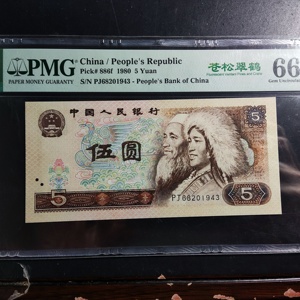 PMG
PAPER MONEY GUARANTY
China / People's Republic
Pick# 886f 1980 5 Yuan
S/N PJ68201943 - People's Bank of China
苍松翠鹤
66
Gem Uncirculated
中国人民银行
5
伍圆
5
5
PJ68201943